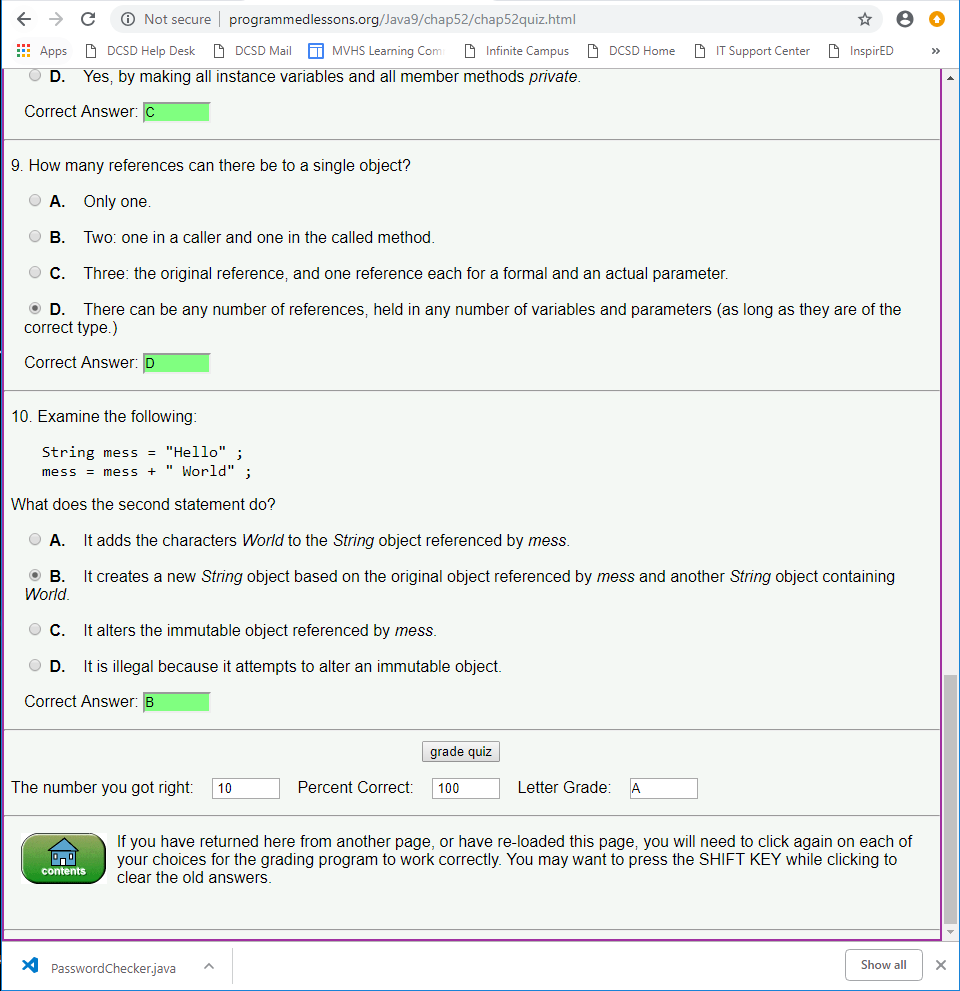 Not secure | programmedlessons.org/Java9/chap52/chap52quiz.html
Apps DCSD Help Desk DCSD Mail MVHS Learning Com Infinite Campus DCSD Home IT Support Center InspirED »
D. Yes, by making all instance variables and all member methods private.
Correct Answer: C
9. How many references can there be to a single object?
A. Only one.
B. Two: one in a caller and one in the called method.
C. Three: the original reference, and one reference each for a formal and an actual parameter.
D. There can be any number of references, held in any number of variables and parameters (as long as they are of the
correct type.)
Correct Answer: D
10. Examine the following:
String mess = "Hello" ;
mess = mess + " World" ;
What does the second statement do?
A. It adds the characters World to the String object referenced by mess.
B. It creates a new String object based on the original object referenced by mess and another String object containing
World.
C. It alters the immutable object referenced by mess.
D. It is illegal because it attempts to alter an immutable object.
Correct Answer: B
grade quiz
The number you got right: 10 Percent Correct: 100 Letter Grade: A
If you have returned here from another page, or have re-loaded this page, you will need to click again on each of
your choices for the grading program to work correctly. You may want to press the SHIFT KEY while clicking to
clear the old answers.
contents
PasswordChecker.java
Show all